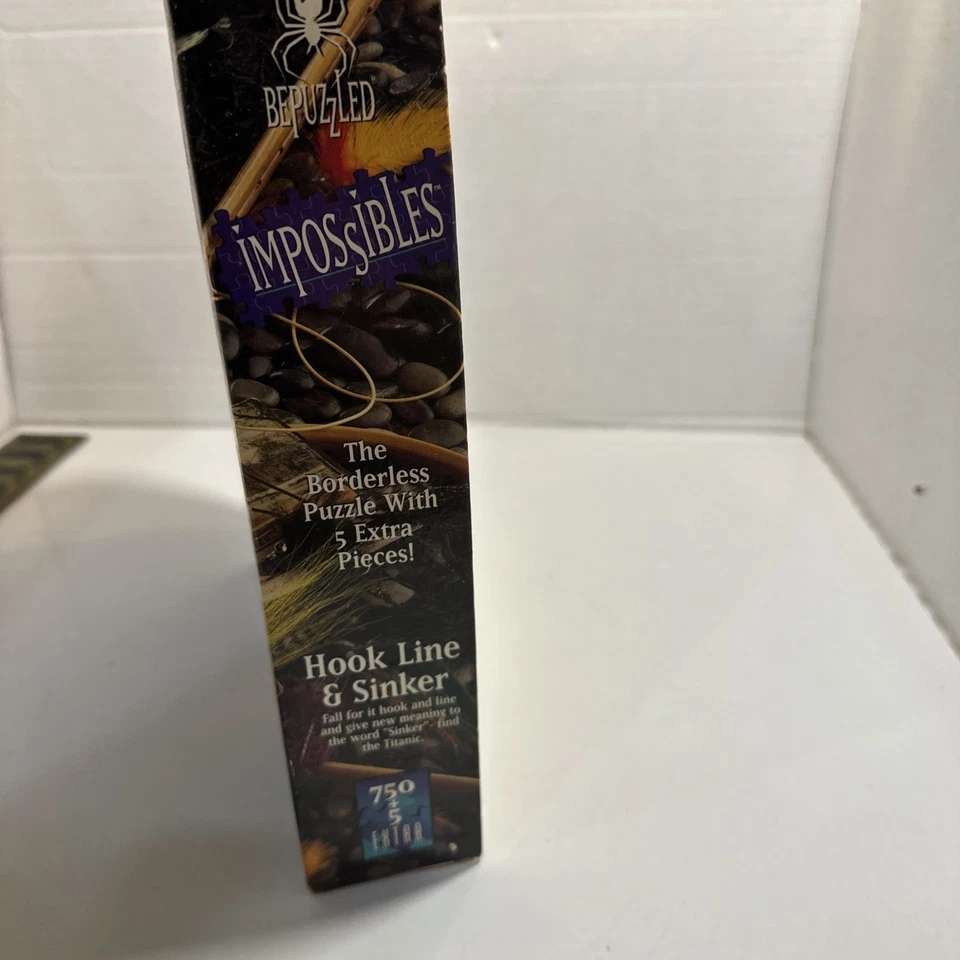 BEPUZZLED
IMPOSSIBLES™
The
Borderless
Puzzle With
5 Extra
Pieces!
Hook Line
& Sinker
Fall for it hook and line
and give new meaning to
the word "Sinker"- find
the Titanic.
750
+
5
EXTRA